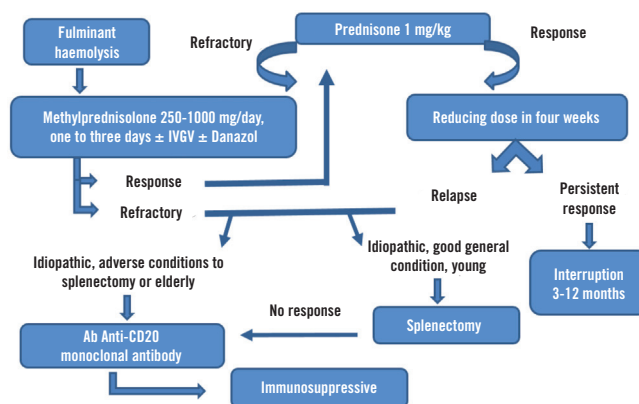 Fulminant
haemolysis
Refractory
Prednisone 1 mg/kg
Response
Methylprednisolone 250-1000 mg/day,
one to three days ± IVGV ± Danazol
Reducing dose in four weeks
Response
Refractory
Relapse
Persistent
response
Idiopathic, adverse conditions to
splenectomy or elderly
Idiopathic, good general
condition, young
Interruption
3-12 months
No response
Ab Anti-CD20
monoclonal antibody
Splenectomy
Immunosuppressive